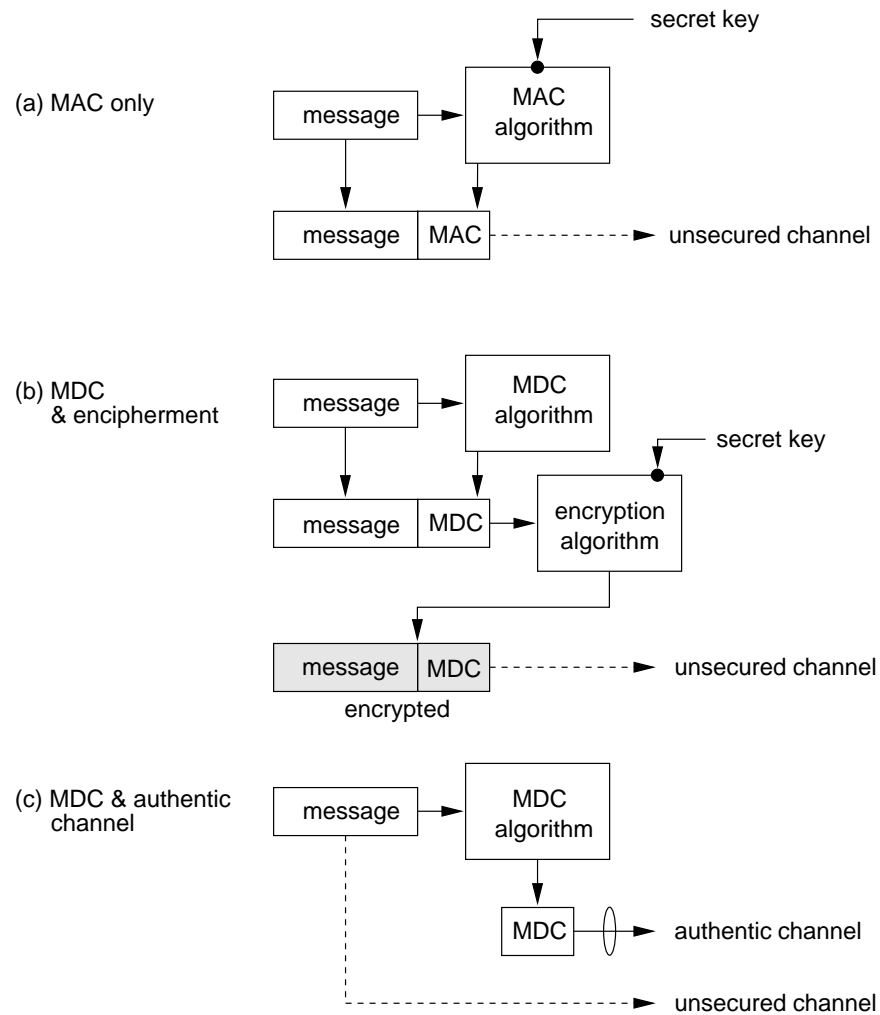 secret key
(a) MAC only
message
MAC
algorithm
message
MAC
unsecured channel
(b) MDC
& encipherment
message
MDC
algorithm
secret key
message
MDC
encryption
algorithm
message
MDC
unsecured channel
encrypted
(c) MDC & authentic
channel
message
MDC
algorithm
MDC
authentic channel
unsecured channel